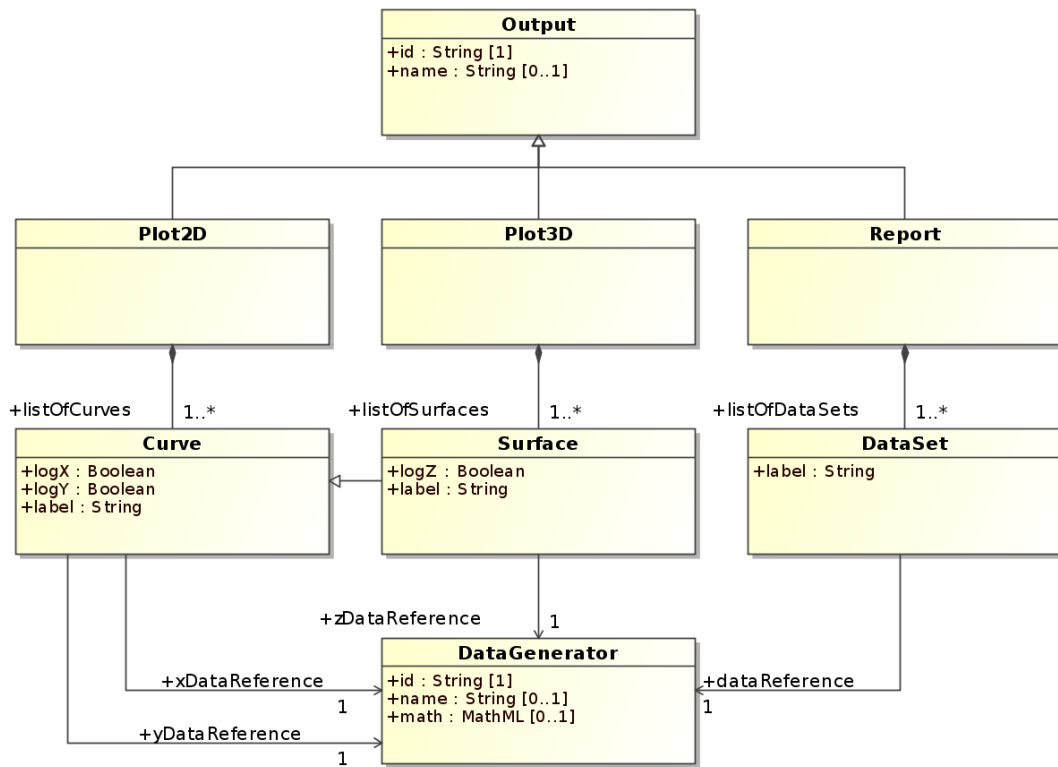 Output
+id : String [1]
+name : String [0..1]
Plot2D
Plot3D
Report
+listOfCurves
1..*
+listOfSurfaces
1..*
+listOfDataSets
1..*
Curve
+logX : Boolean
+logY : Boolean
+label : String
Surface
+logZ : Boolean
+label : String
DataSet
+label : String
+zDataReference
1
+xDataReference
1
+yDataReference
1
DataGenerator
+id : String [1]
+name : String [0..1]
+math : MathML [0..1]
+dataReference
1